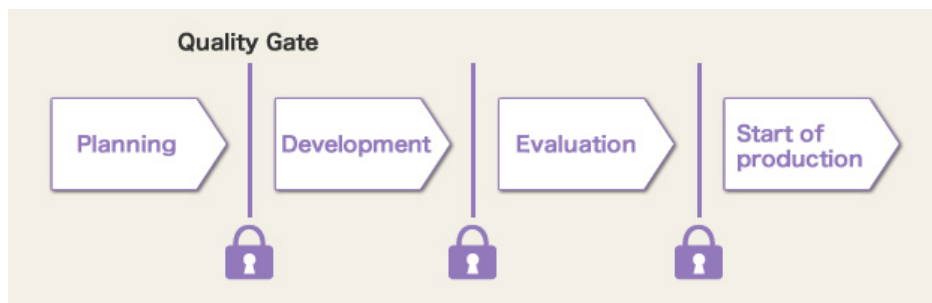 Quality Gate
Planning
Development
Evaluation
Start of
production